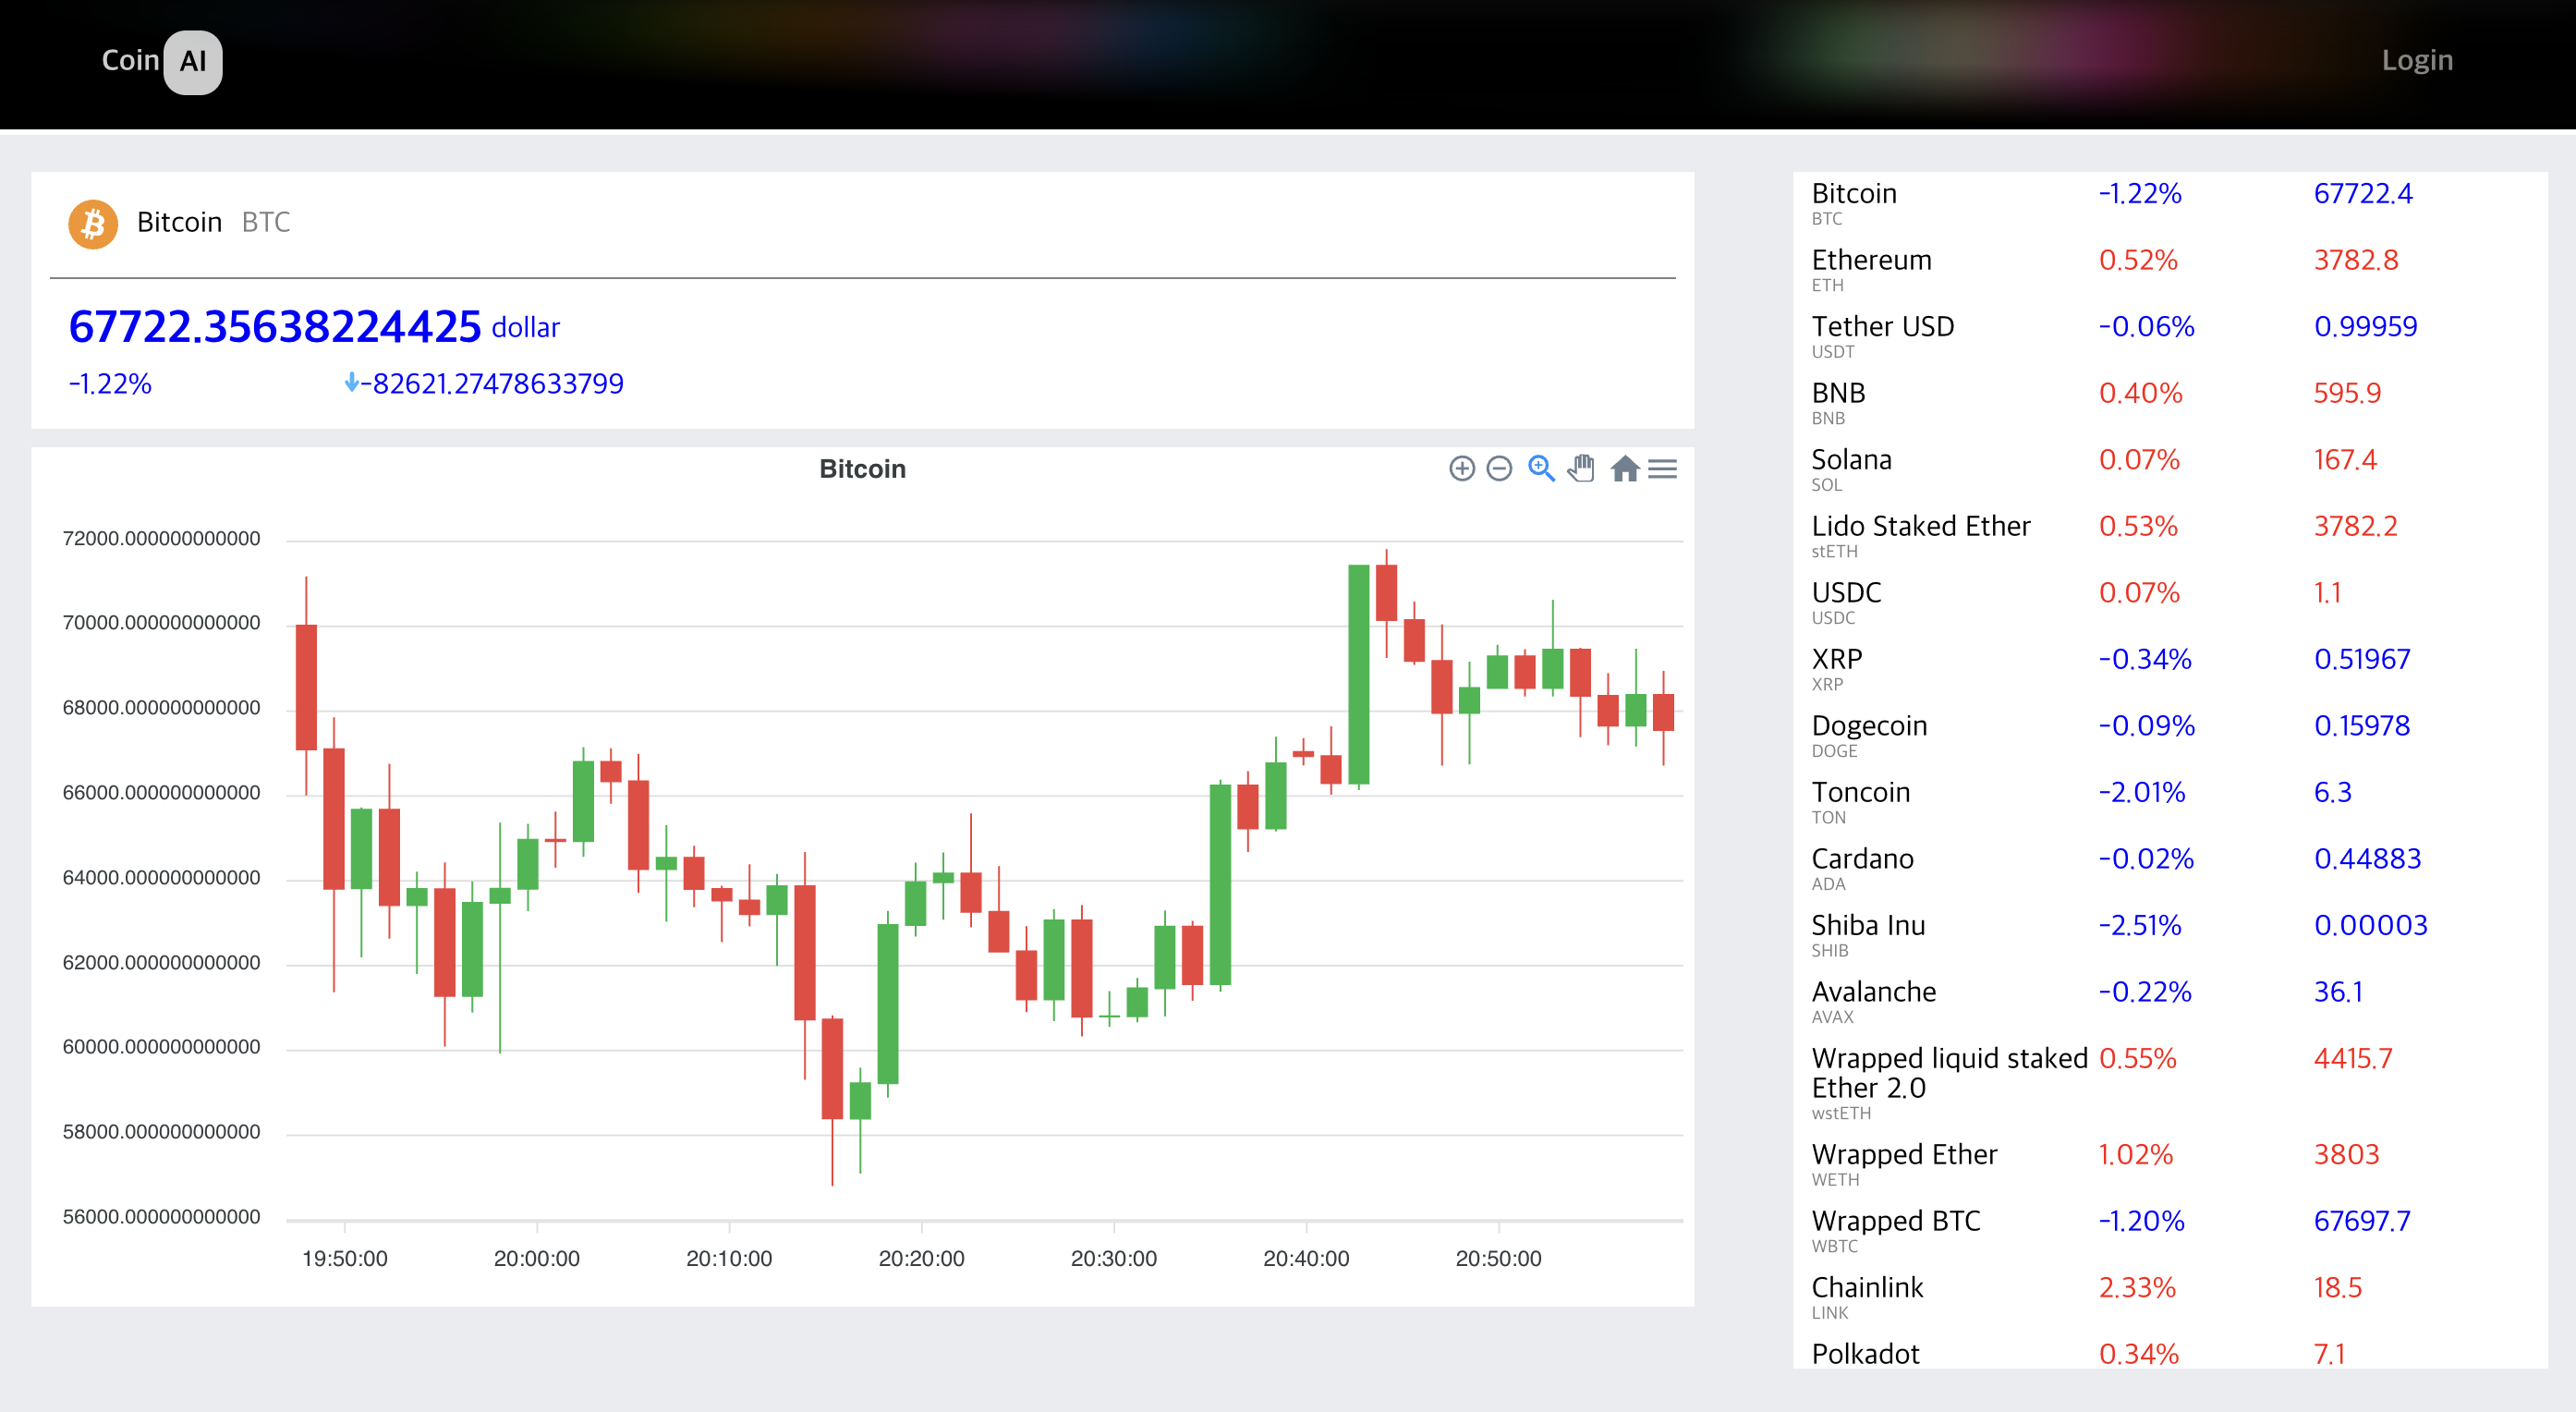 Coin AI
Login
Bitcoin BTC
67722.35638224425 dollar
-1.22% -82621.27478633799
Bitcoin
72000.000000000000
70000.000000000000
68000.000000000000
66000.000000000000
64000.000000000000
62000.000000000000
60000.000000000000
58000.000000000000
56000.000000000000
19:50:00 20:00:00 20:10:00 20:20:00 20:30:00 20:40:00 20:50:00
Bitcoin -1.22% 67722.4
BTC
Ethereum 0.52% 3782.8
ETH
Tether USD -0.06% 0.99959
USDT
BNB 0.40% 595.9
BNB
Solana 0.07% 167.4
SOL
Lido Staked Ether 0.53% 3782.2
stETH
USDC 0.07% 1.1
USDC
XRP -0.34% 0.51967
XRP
Dogecoin -0.09% 0.15978
DOGE
Toncoin -2.01% 6.3
TON
Cardano -0.02% 0.44883
ADA
Shiba Inu -2.51% 0.00003
SHIB
Avalanche -0.22% 36.1
AVAX
Wrapped liquid staked 0.55% 4415.7
Ether 2.0
wstETH
Wrapped Ether 1.02% 3803
WETH
Wrapped BTC -1.20% 67697.7
WBTC
Chainlink 2.33% 18.5
LINK
Polkadot 0.34% 7.1